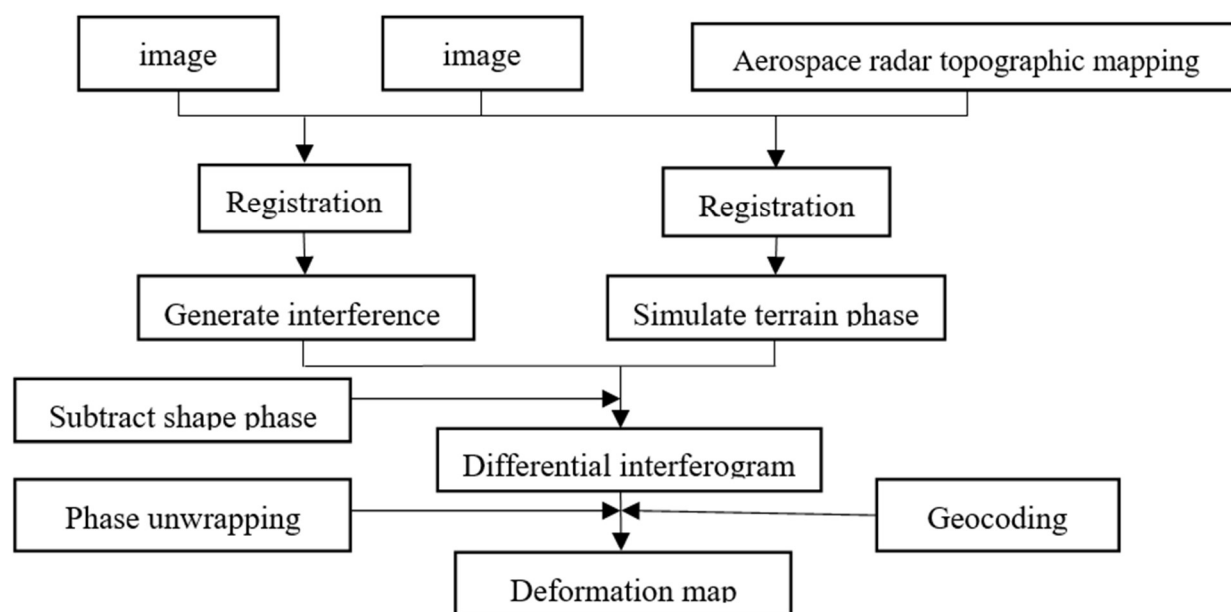 image
image
Aerospace radar topographic mapping
Registration
Registration
Generate interference
Simulate terrain phase
Subtract shape phase
Differential interferogram
Phase unwrapping
Geocoding
Deformation map